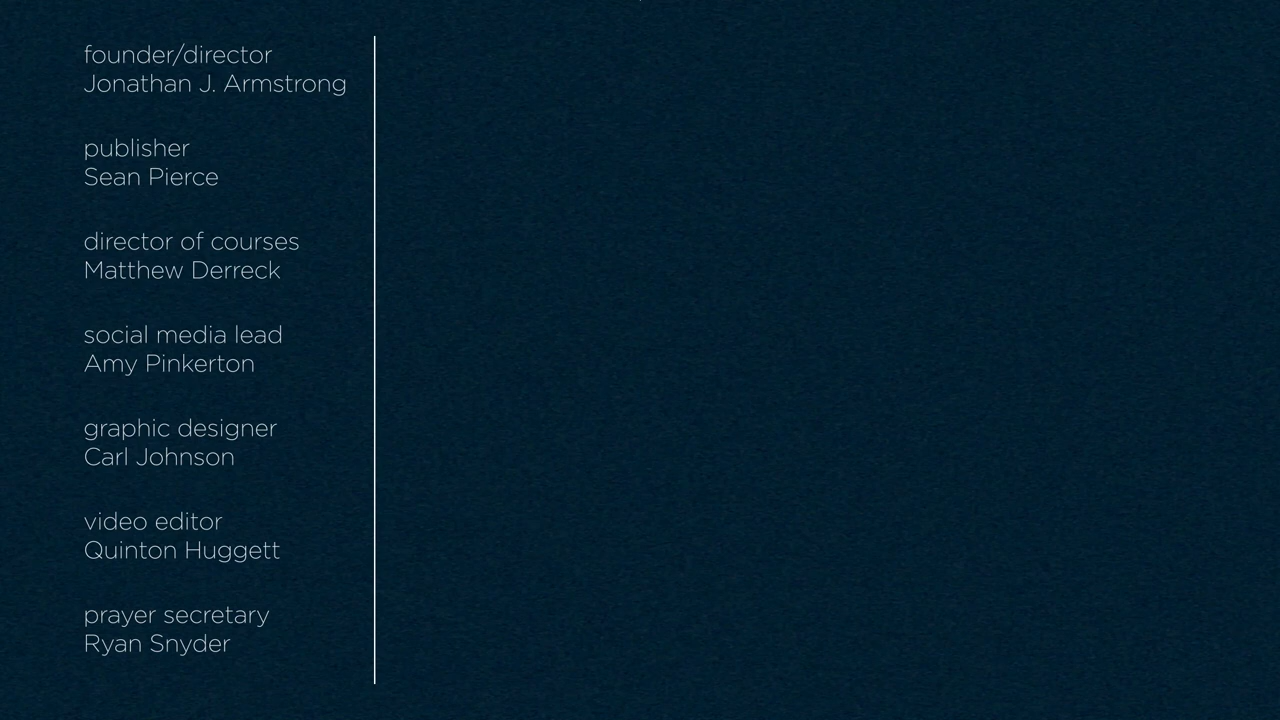 founder/director
Jonathan J. Armstrong
publisher
Sean Pierce
director of courses
Matthew Derreck
social media lead
Amy Pinkerton
graphic designer
Carl Johnson
video editor
Quinton Huggett
prayer secretary
Ryan Snyder